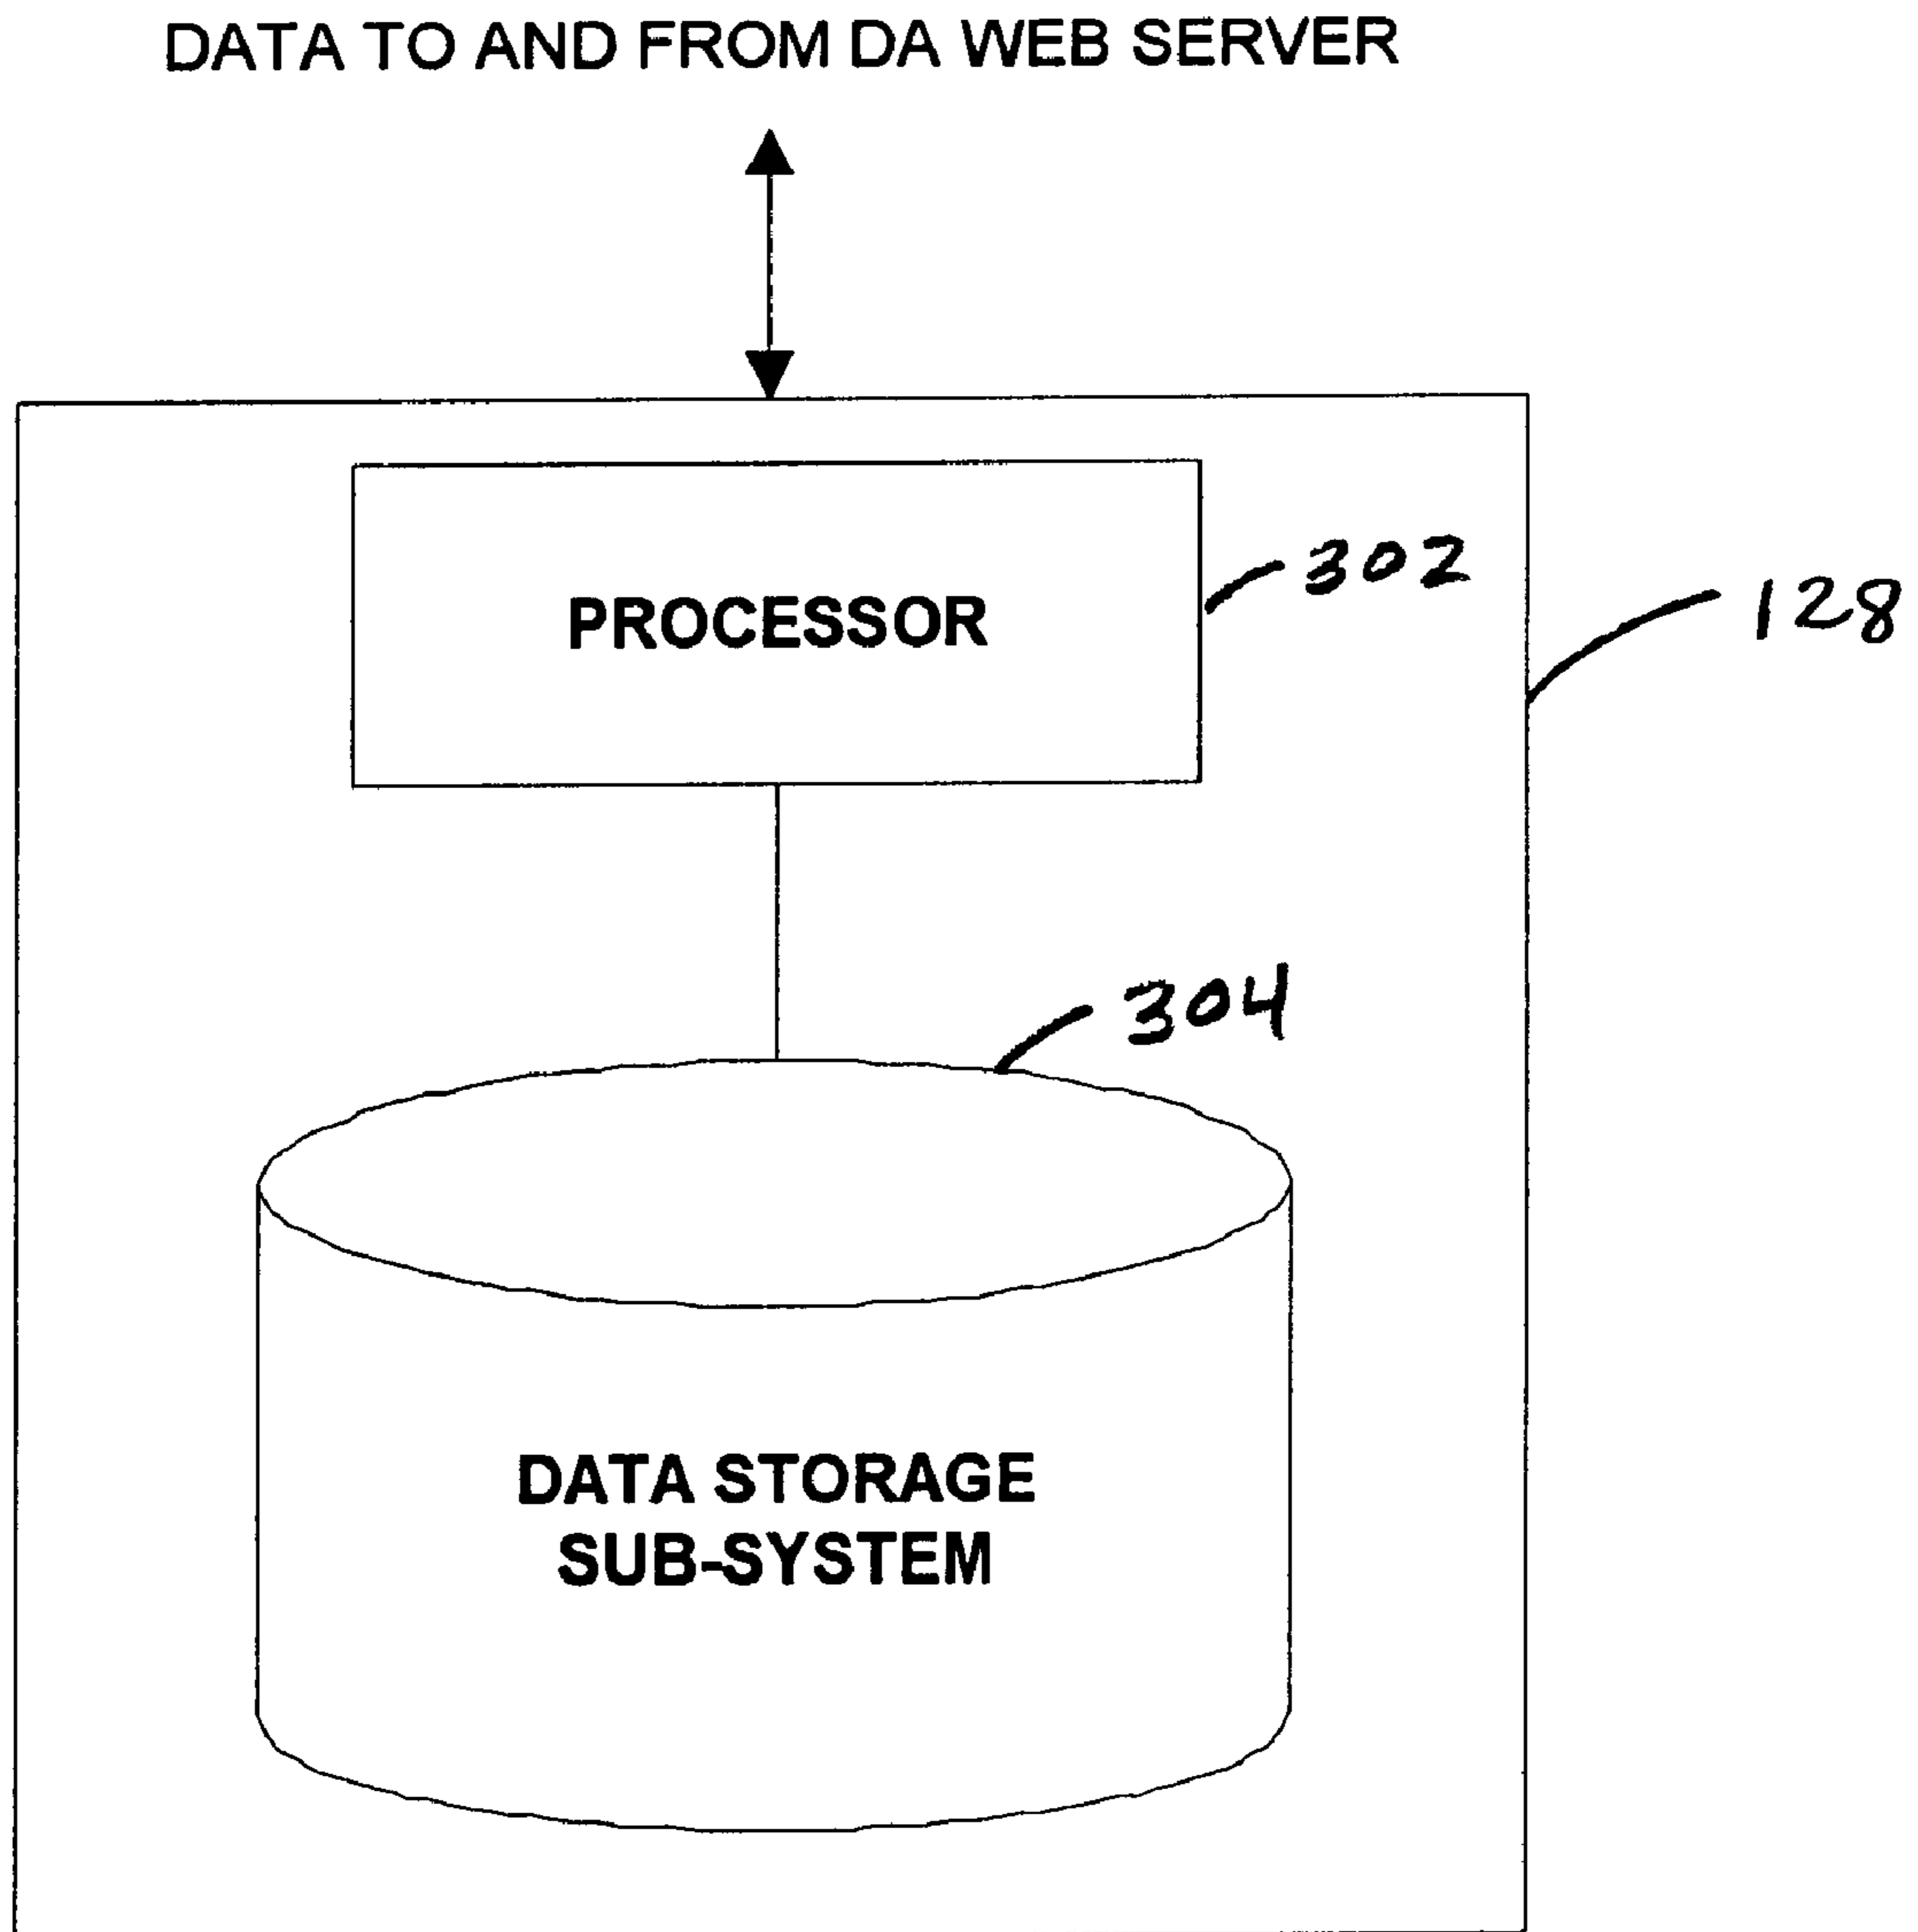 DATA TO AND FROM DA WEB SERVER
PROCESSOR
302
128
304
DATA STORAGE
SUB-SYSTEM